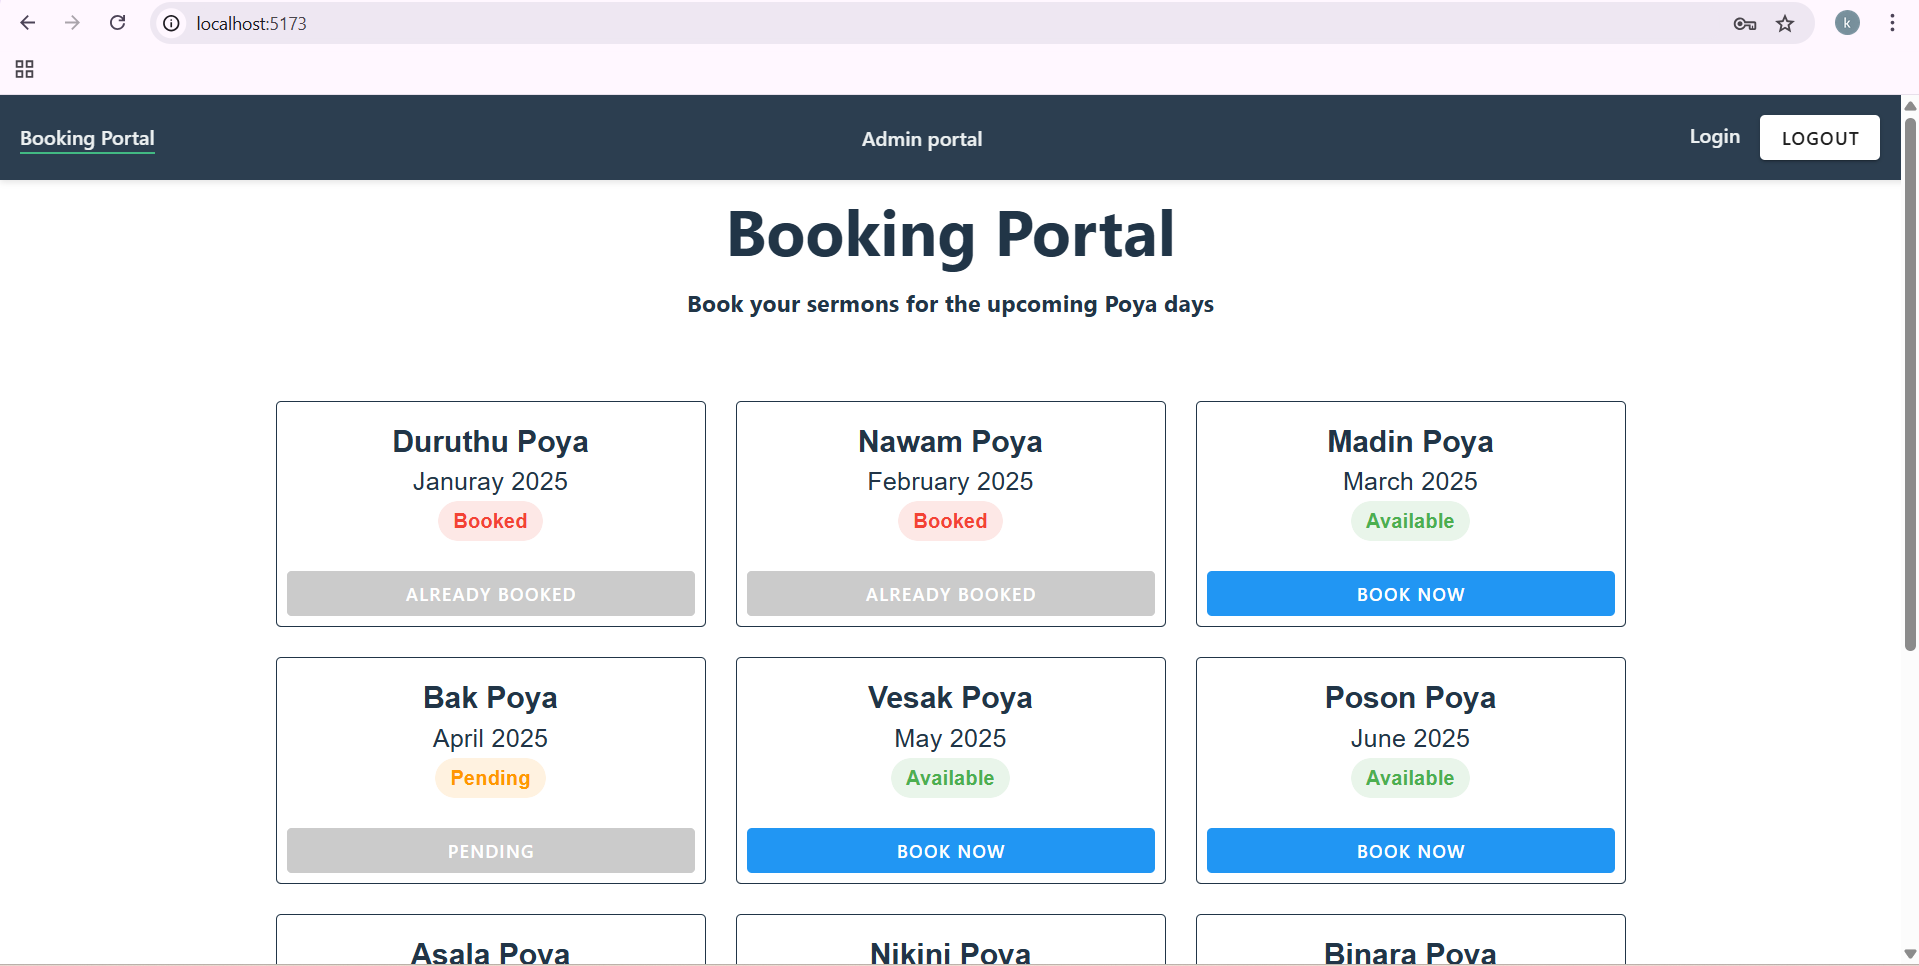 localhost:5173
k
Booking Portal
Admin portal
Login
LOGOUT
Booking Portal
Book your sermons for the upcoming Poya days
Duruthu Poya
Januray 2025
Booked
ALREADY BOOKED
Nawam Poya
February 2025
Booked
ALREADY BOOKED
Madin Poya
March 2025
Available
BOOK NOW
Bak Poya
April 2025
Pending
PENDING
Vesak Poya
May 2025
Available
BOOK NOW
Poson Poya
June 2025
Available
BOOK NOW
Asala Poya
Nikini Poya
Binara Poya